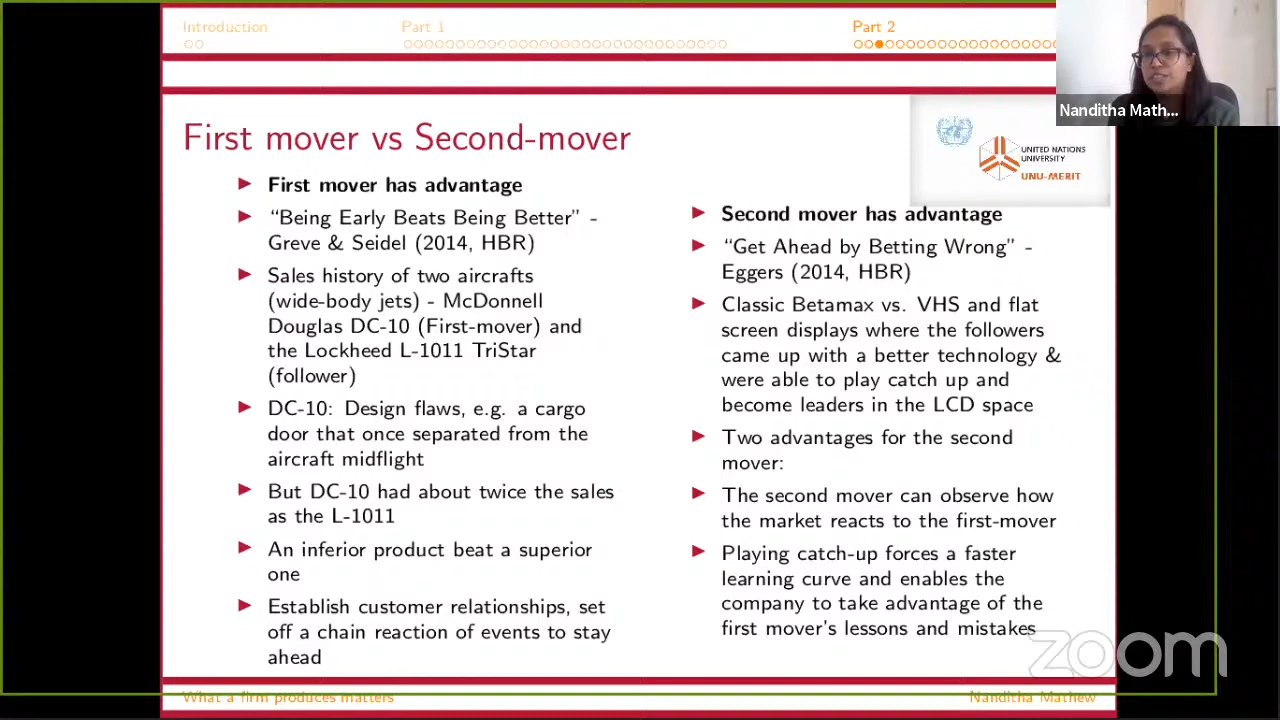 Introduction
Part 1
Part 2
Nanditha Math...
First mover vs Second-mover
UNITED NATIONS
UNIVERSITY
UNU-MERIT
First mover has advantage
“Being Early Beats Being Better” -
Greve & Seidel (2014, HBR)
Sales history of two aircrafts
(wide-body jets) - McDonnell
Douglas DC-10 (First-mover) and
the Lockheed L-1011 TriStar
(follower)
DC-10: Design flaws, e.g. a cargo
door that once separated from the
aircraft midflight
But DC-10 had about twice the sales
as the L-1011
An inferior product beat a superior
one
Establish customer relationships, set
off a chain reaction of events to stay
ahead
Second mover has advantage
“Get Ahead by Betting Wrong” -
Eggers (2014, HBR)
Classic Betamax vs. VHS and flat
screen displays where the followers
came up with a better technology &
were able to play catch up and
become leaders in the LCD space
Two advantages for the second
mover:
The second mover can observe how
the market reacts to the first-mover
Playing catch-up forces a faster
learning curve and enables the
company to take advantage of the
first mover's lessons and mistakes
zoom
What a firm produces matters
Nanditha Mathew